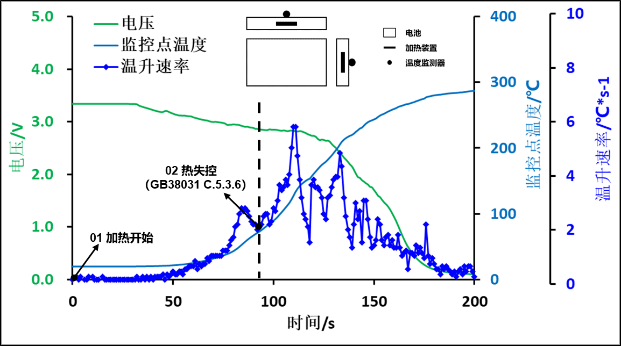 5.0
4.0
3.0
2.0
1.0
0.0
电压/V
电压
监控点温度
温升速率
电池
加热装置
温度监测器
02 热失控
(GB38031 C.5.3.6)
01 加热开始
0
50
100
150
200
时间/s
400
300
200
100
0
监控点温度/℃
10
8
6
4
2
0
温升速率/℃*s-1